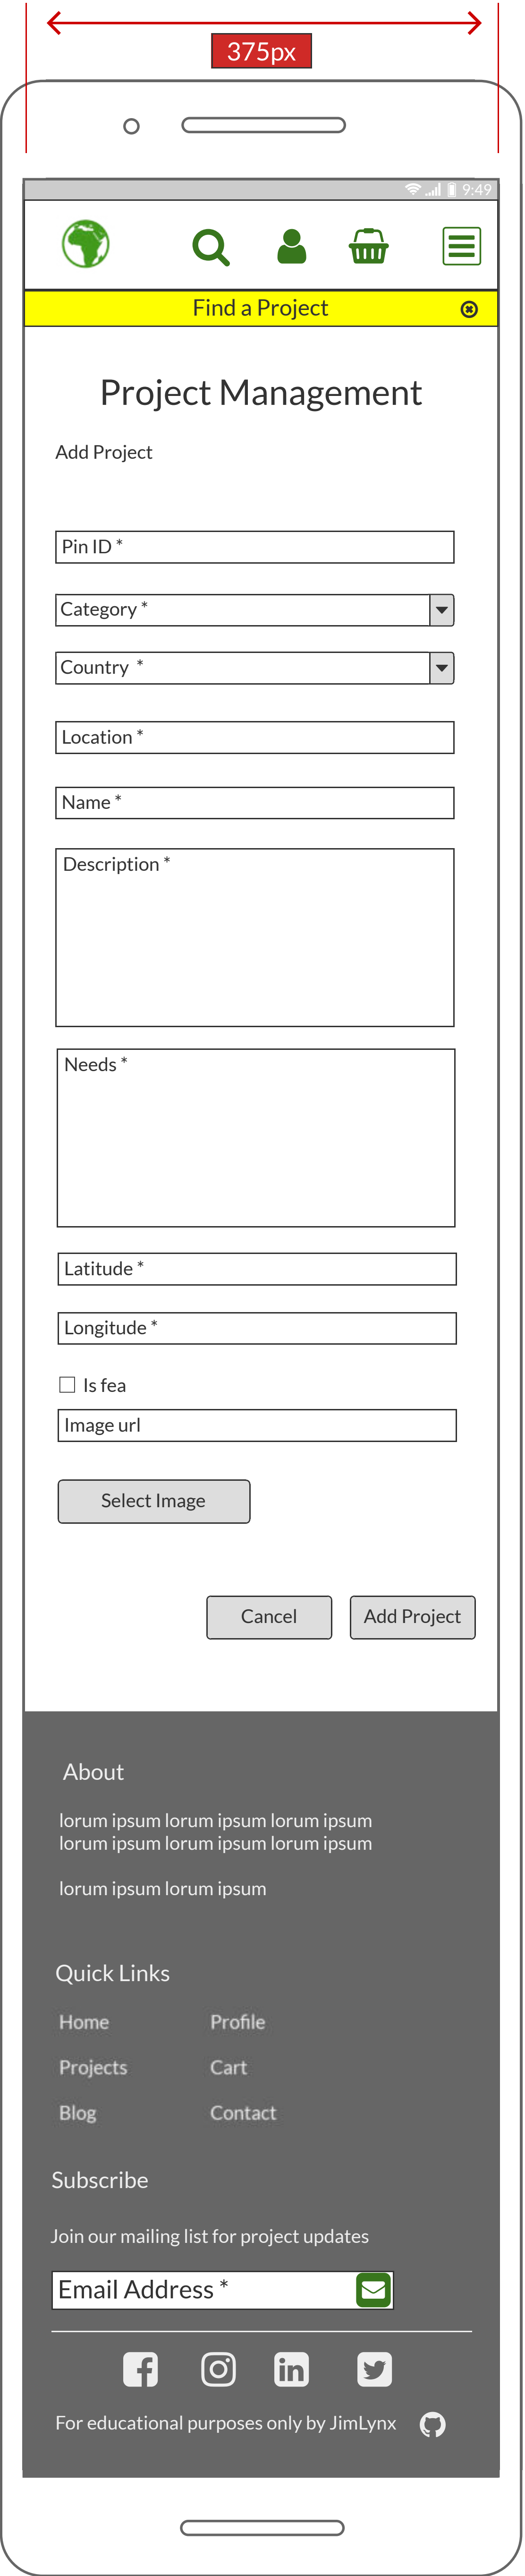 375px
9:49
Find a Project
Project Management
Add Project
Pin ID *
Category *
Country *
Location *
Name *
Description *
Needs *
Latitude *
Longitude *
Is fea
Image url
Select Image
Cancel Add Project
About
lorum ipsum lorum ipsum lorum ipsum
lorum ipsum lorum ipsum lorum ipsum
lorum ipsum lorum ipsum
Quick Links
Home Profile
Projects Cart
Blog Contact
Subscribe
Join our mailing list for project updates
Email Address *
For educational purposes only by JimLynx